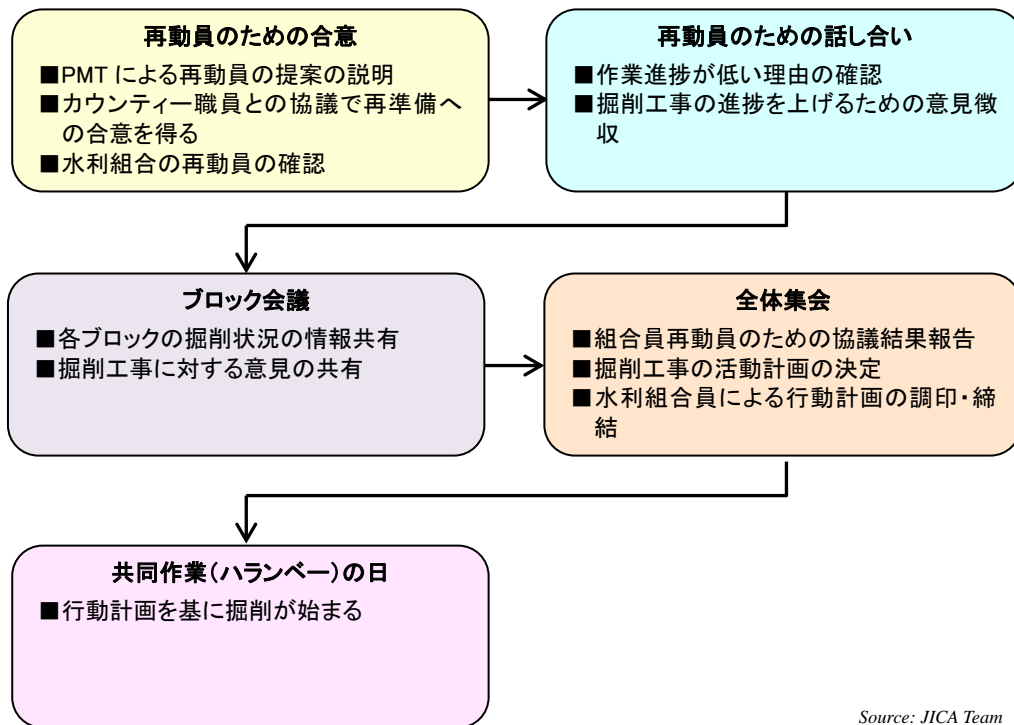 再動員のための合意
■PMT による再動員の提案の説明
■カウンティー職員との協議で再準備へ
の合意を得る
■水利組合の再動員の確認
再動員のための話し合い
■作業進捗が低い理由の確認
■掘削工事の進捗を上げるための意見徴
収
ブロック会議
■各ブロックの掘削状況の情報共有
■掘削工事に対する意見の共有
全体集会
■組合員再動員のための協議結果報告
■掘削工事の活動計画の決定
■水利組合員による行動計画の調印・締
結
共同作業（ハランベー）の日
■行動計画を基に掘削が始まる
Source: JICA Team